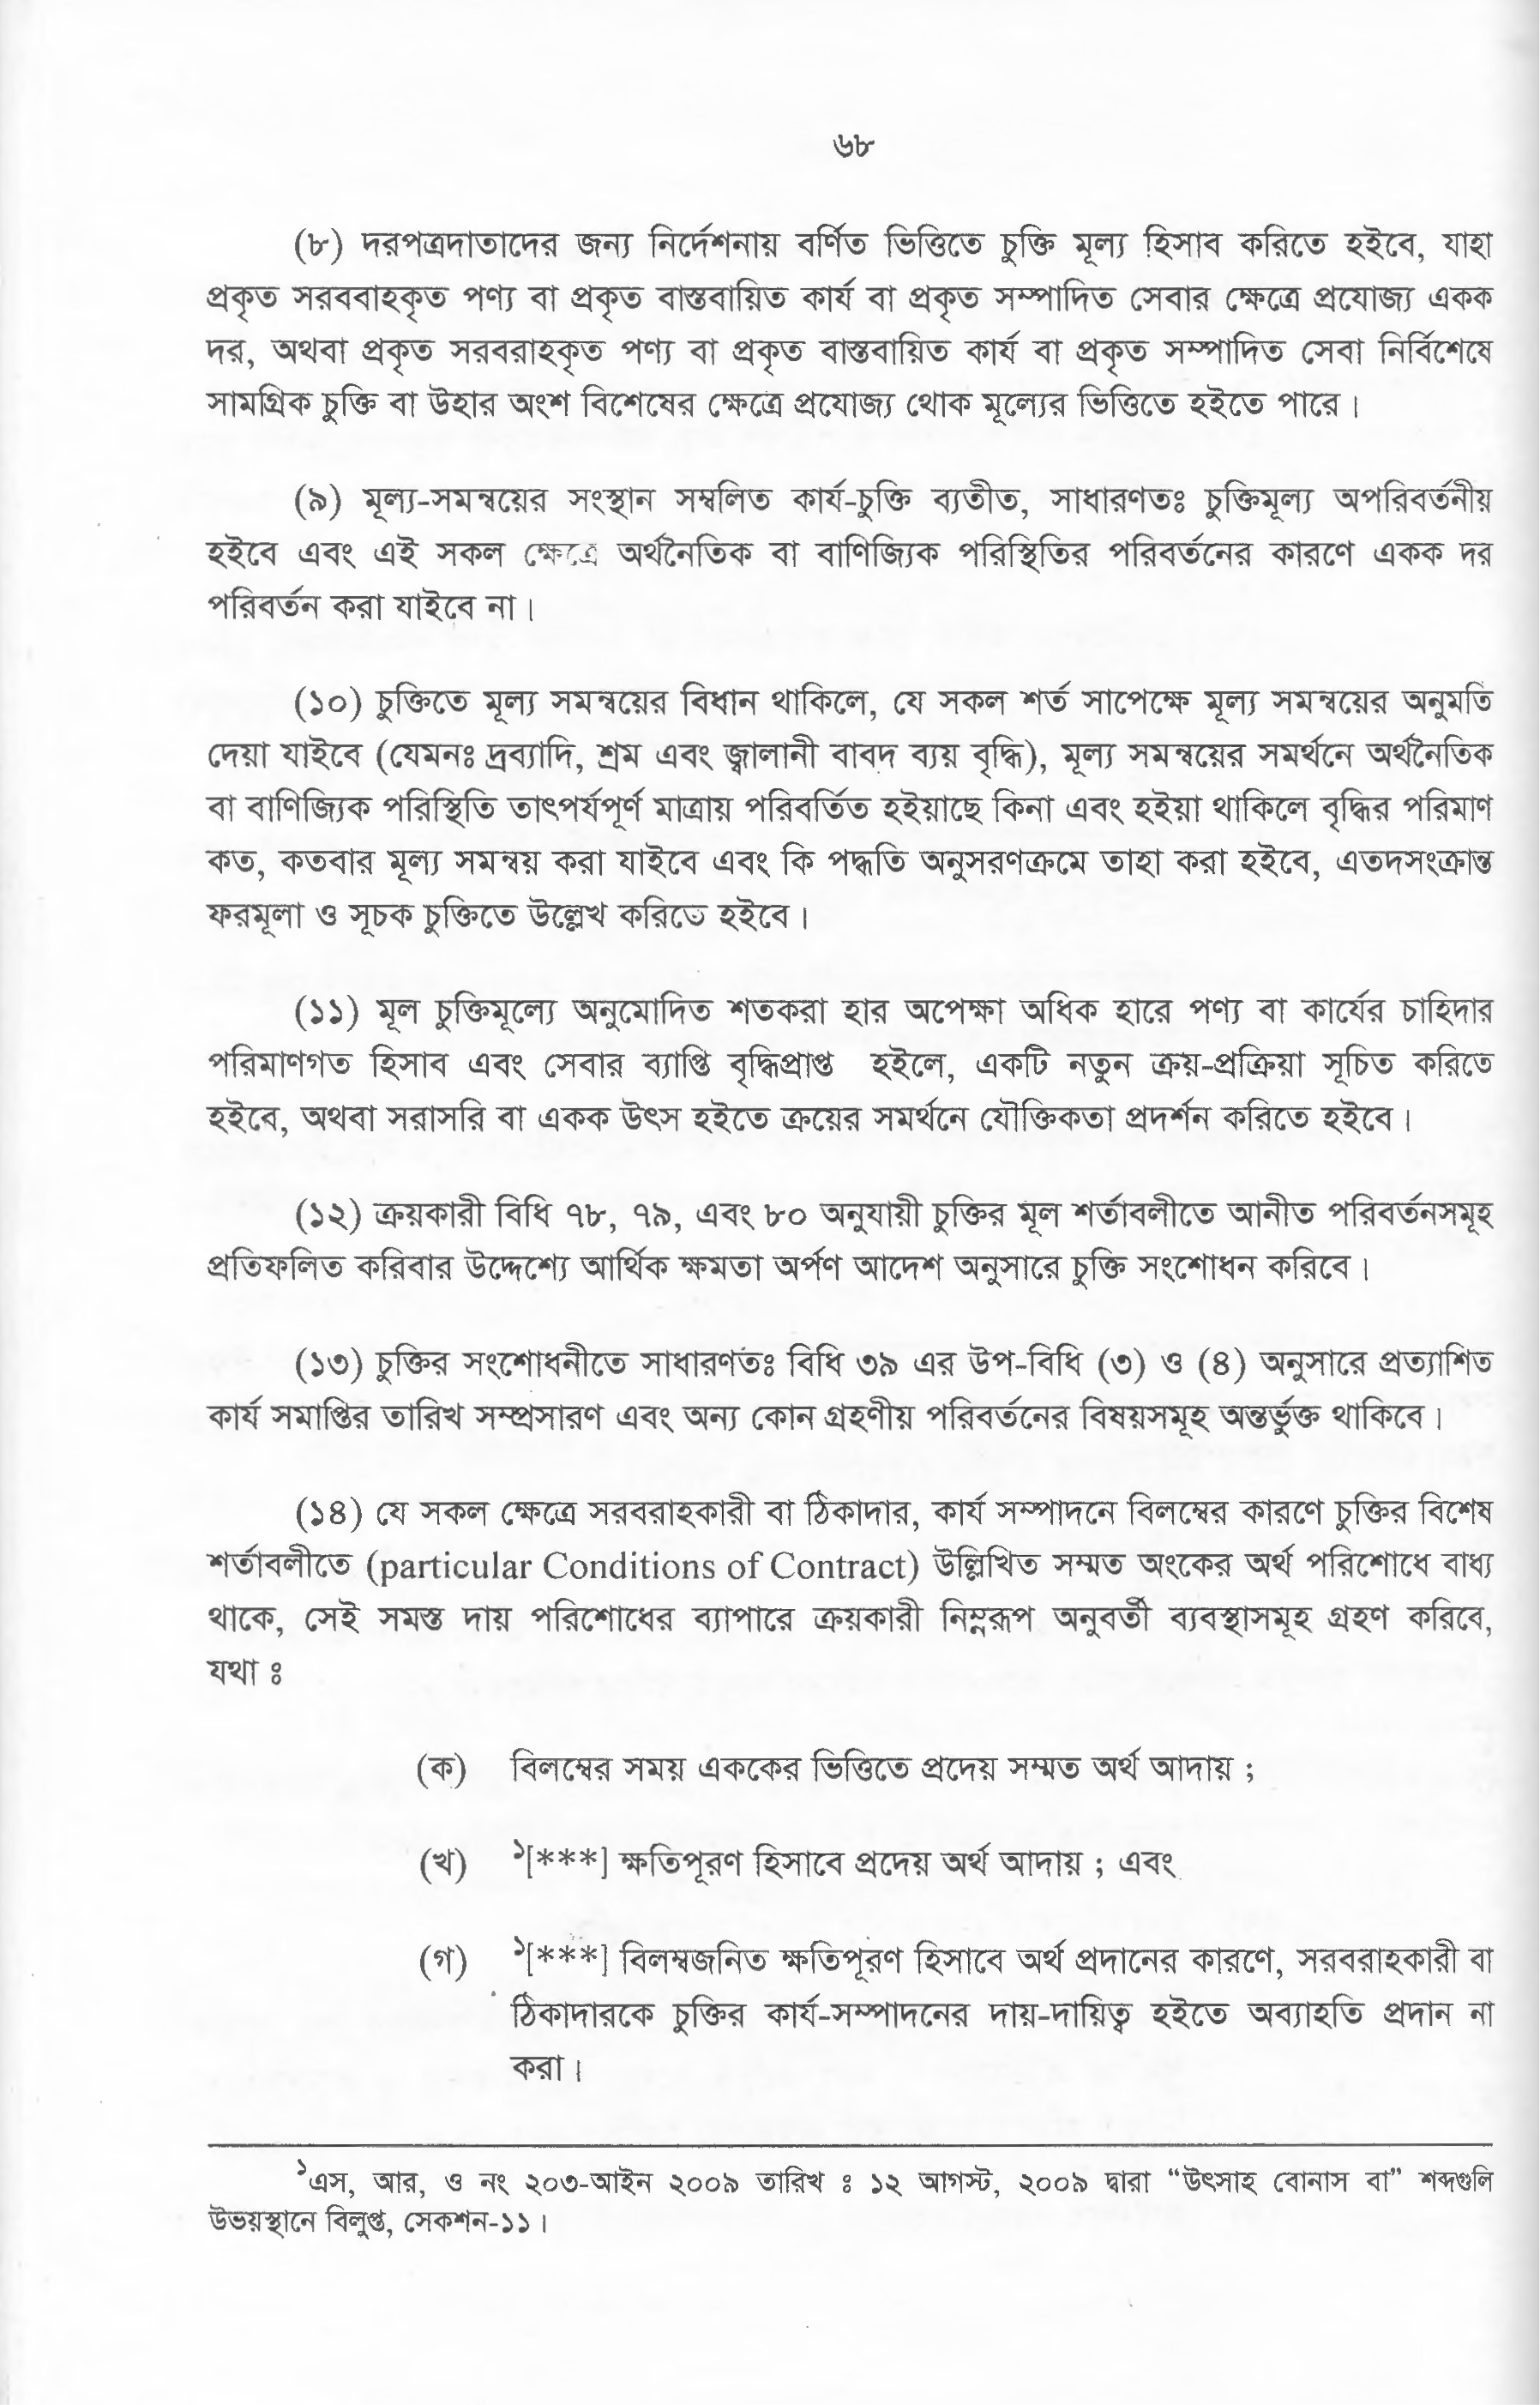 ৬৮
(৮) দরপত্রদাতাদের জন্য নির্দেশনায় বর্ণিত ভিত্তিতে চুক্তি মূল্য হিসাব করিতে হইবে, যাহা
প্রকৃত সরববাহকৃত পণ্য বা প্রকৃত বাস্তবায়িত কার্য বা প্রকৃত সম্পাদিত সেবার ক্ষেত্রে প্রযোজ্য একক
দর, অথবা প্রকৃত সরবরাহকৃত পণ্য বা প্রকৃত বাস্তবায়িত কার্য বা প্রকৃত সম্পাদিত সেবা নির্বিশেষে
সামগ্রিক চুক্তি বা উহার অংশ বিশেষের ক্ষেত্রে প্রযোজ্য থোক মূল্যের ভিত্তিতে হইতে পারে।
(৯) মূল্য-সমন্বয়ের সংস্থান সম্বলিত কার্য-চুক্তি ব্যতীত, সাধারণতঃ চুক্তিমূল্য অপরিবর্তনীয়
হইবে এবং এই সকল ক্ষেত্রে অর্থনৈতিক বা বাণিজ্যিক পরিস্থিতির পরিবর্তনের কারণে একক দর
পরিবর্তন করা যাইবে না।
(১০) চুক্তিতে মূল্য সমন্বয়ের বিধান থাকিলে, যে সকল শর্ত সাপেক্ষে মূল্য সমন্বয়ের অনুমতি
দেয়া যাইবে (যেমনঃ দ্রব্যাদি, শ্রম এবং জ্বালানী বাবদ ব্যয় বৃদ্ধি), মূল্য সমন্বয়ের সমর্থনে অর্থনৈতিক
বা বাণিজ্যিক পরিস্থিতি তাৎপর্যপূর্ণ মাত্রায় পরিবর্তিত হইয়াছে কিনা এবং হইয়া থাকিলে বৃদ্ধির পরিমাণ
কত, কতবার মূল্য সমন্বয় করা যাইবে এবং কি পদ্ধতি অনুসরণক্রমে তাহা করা হইবে, এতদসংক্রান্ত
ফরমূলা ও সূচক চুক্তিতে উল্লেখ করিতে হইবে।
(১১) মূল চুক্তিমূল্যে অনুমোদিত শতকরা হার অপেক্ষা অধিক হারে পণ্য বা কার্যের চাহিদার
পরিমাণগত হিসাব এবং সেবার ব্যাপ্তি বৃদ্ধিপ্রাপ্ত হইলে, একটি নতুন ক্রয়-প্রক্রিয়া সূচিত করিতে
হইবে, অথবা সরাসরি বা একক উৎস হইতে ক্রয়ের সমর্থনে যৌক্তিকতা প্রদর্শন করিতে হইবে।
(১২) ক্রয়কারী বিধি ৭৮, ৭৯, এবং ৮০ অনুযায়ী চুক্তির মূল শর্তাবলীতে আনীত পরিবর্তনসমূহ
প্রতিফলিত করিবার উদ্দেশ্যে আর্থিক ক্ষমতা অর্পণ আদেশ অনুসারে চুক্তি সংশোধন করিবে।
(১৩) চুক্তির সংশোধনীতে সাধারণতঃ বিধি ৩৯ এর উপ-বিধি (৩) ও (৪) অনুসারে প্রত্যাশিত
কার্য সমাপ্তির তারিখ সম্প্রসারণ এবং অন্য কোন গ্রহণীয় পরিবর্তনের বিষয়সমূহ অন্তর্ভুক্ত থাকিবে।
(১৪) যে সকল ক্ষেত্রে সরবরাহকারী বা ঠিকাদার, কার্য সম্পাদনে বিলম্বের কারণে চুক্তির বিশেষ
শর্তাবলীতে (particular Conditions of Contract) উল্লিখিত সম্মত অংকের অর্থ পরিশোধে বাধ্য
থাকে, সেই সমস্ত দায় পরিশোধের ব্যাপারে ক্রয়কারী নিম্নরূপ অনুবর্তী ব্যবস্থাসমূহ গ্রহণ করিবে,
যথা ঃ
(ক) বিলম্বের সময় এককের ভিত্তিতে প্রদেয় সম্মত অর্থ আদায় ;
(খ) ১[***] ক্ষতিপূরণ হিসাবে প্রদেয় অর্থ আদায় ; এবং
(গ) ১[***] বিলম্বজনিত ক্ষতিপূরণ হিসাবে অর্থ প্রদানের কারণে, সরবরাহকারী বা
ঠিকাদারকে চুক্তির কার্য-সম্পাদনের দায়-দায়িত্ব হইতে অব্যাহতি প্রদান না
করা।
১এস, আর, ও নং ২০৩-আইন ২০০৯ তারিখ ঃ ১২ আগস্ট, ২০০৯ দ্বারা “উৎসাহ বোনাস বা” শব্দগুলি
উভয়স্থানে বিলুপ্ত, সেকশন-১১।